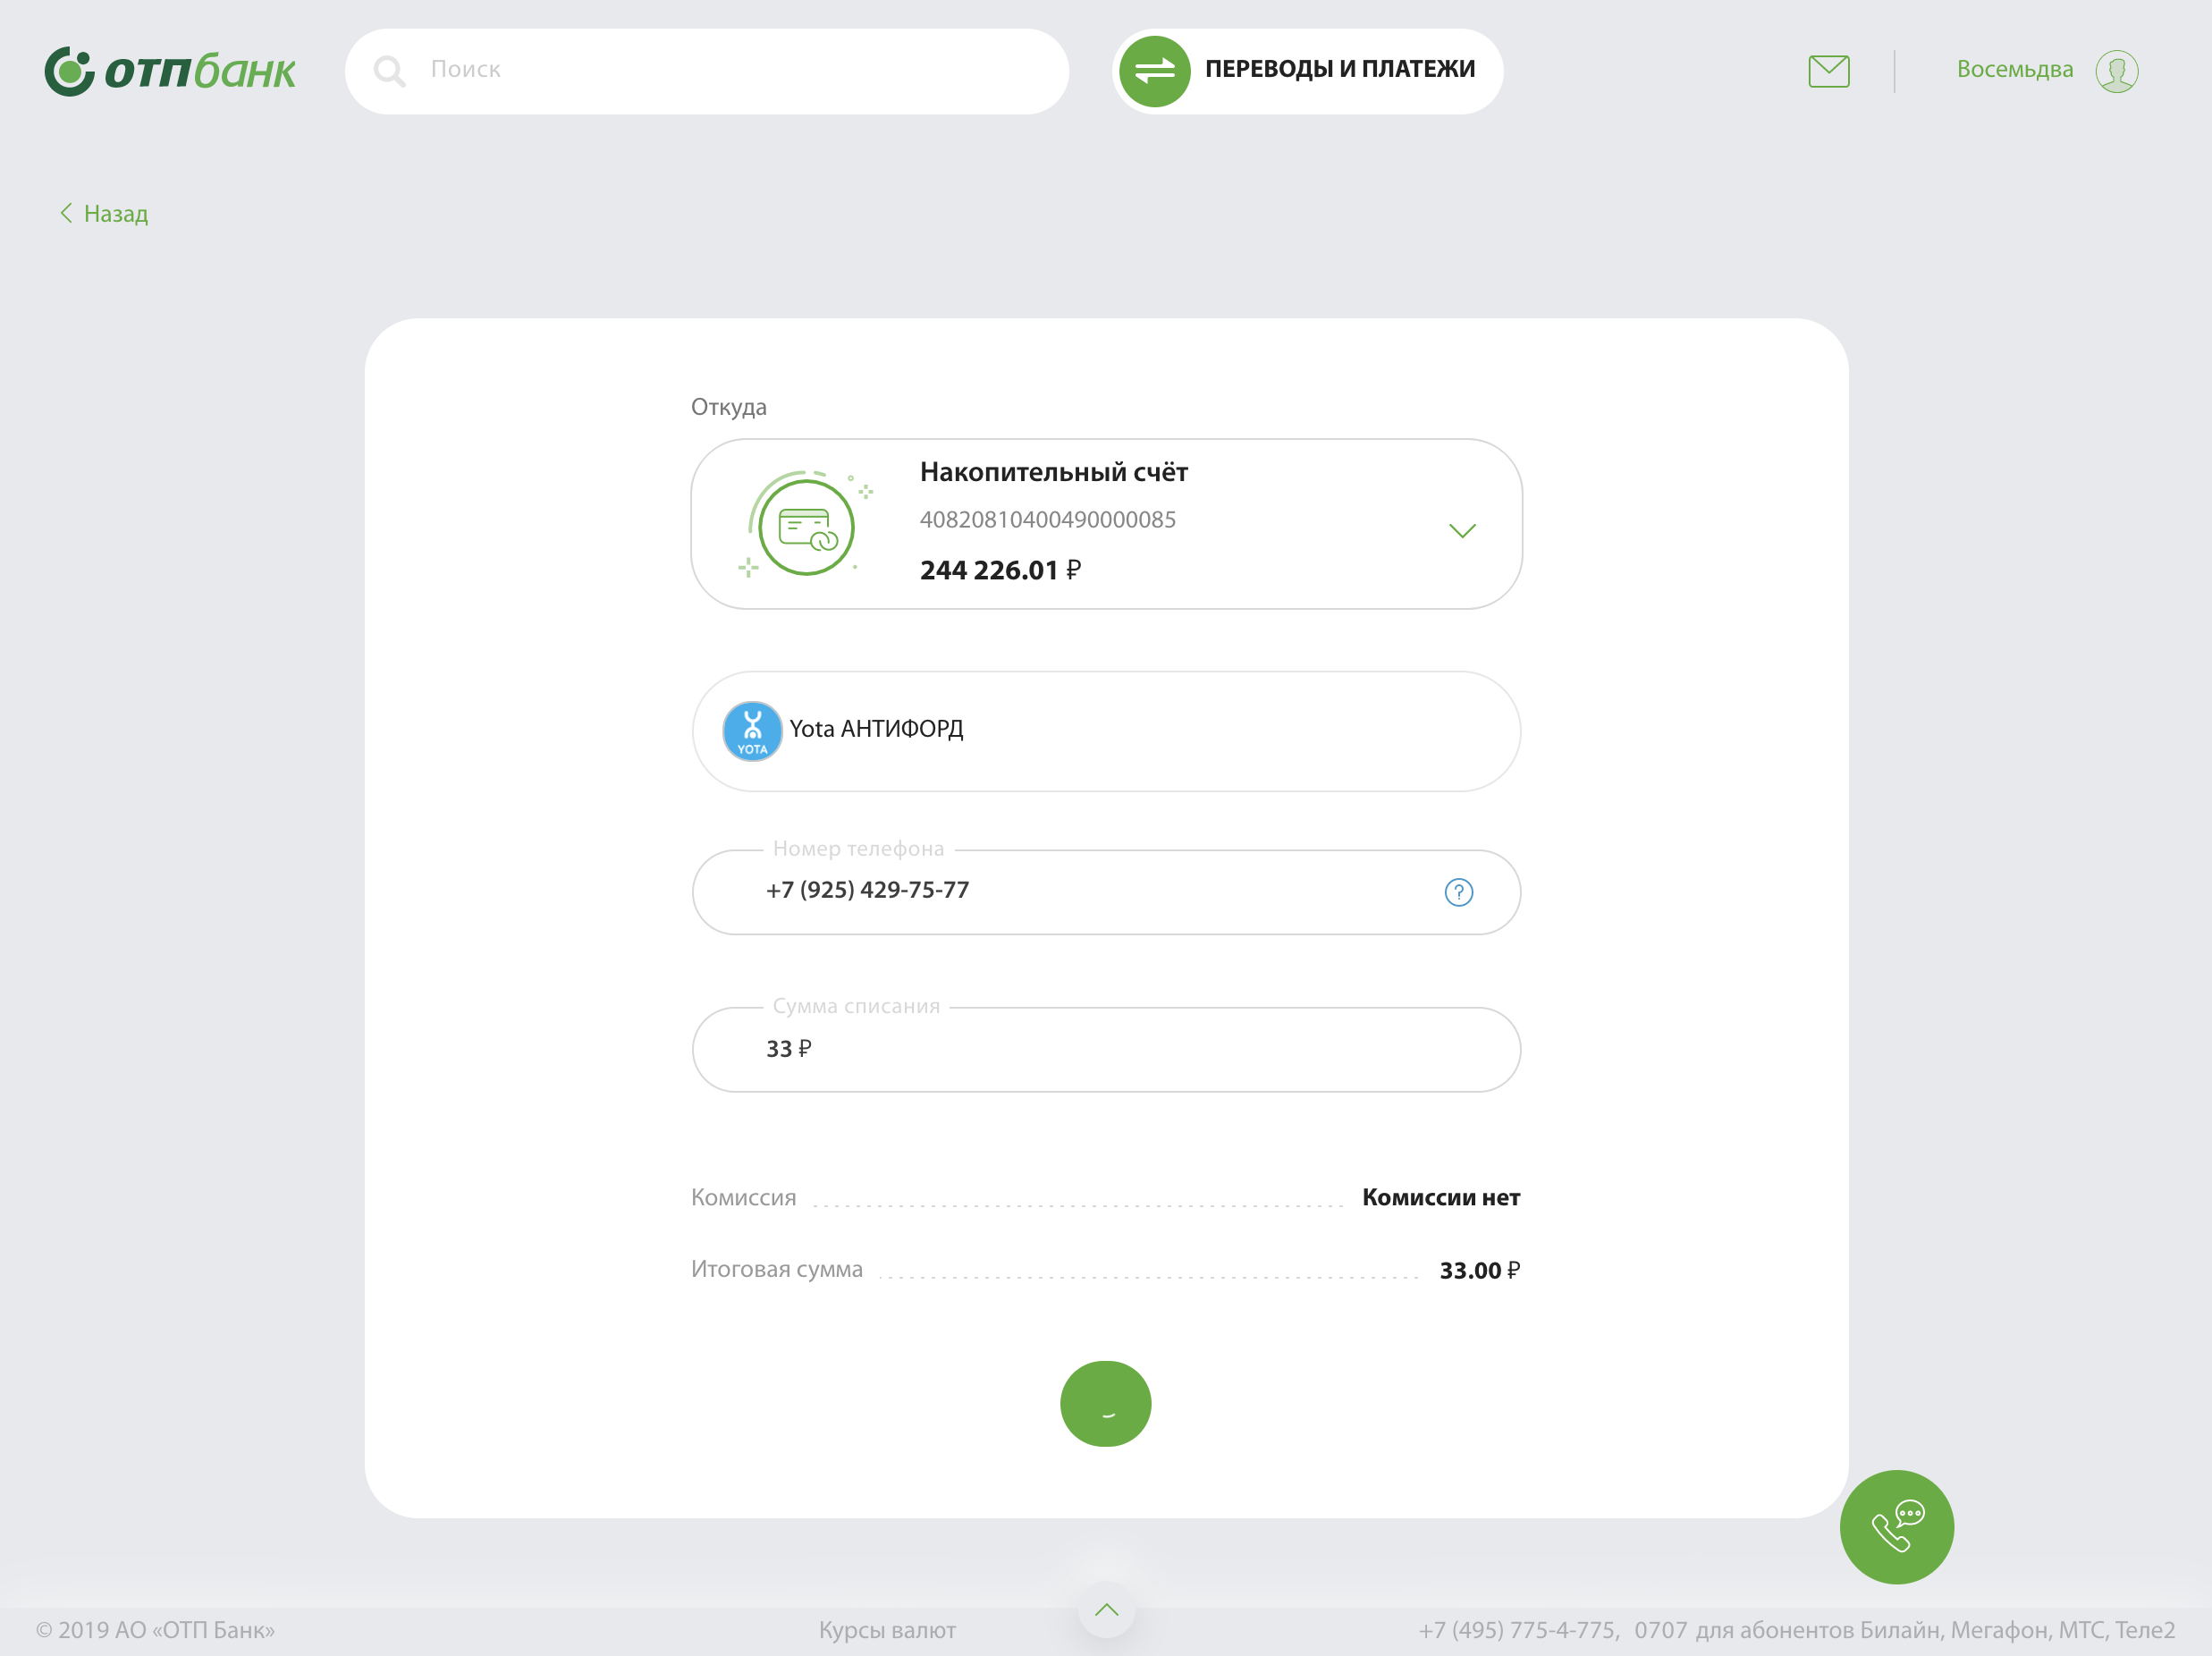 отпбанк
Поиск
ПЕРЕВОДЫ И ПЛАТЕЖИ
Восемьдва
Назад
Откуда
Накопительный счёт
40820810400490000085
244 226.01 ₽
YOTA
Yota АНТИФОРД
Номер телефона
+7 (925) 429-75-77
?
Сумма списания
33 ₽
Комиссия
Комиссии нет
Итоговая сумма
33.00 ₽
© 2019 АО «ОТП Банк»
Курсы валют
+7 (495) 775-4-775, 0707 для абонентов Билайн, Мегафон, МТС, Теле2